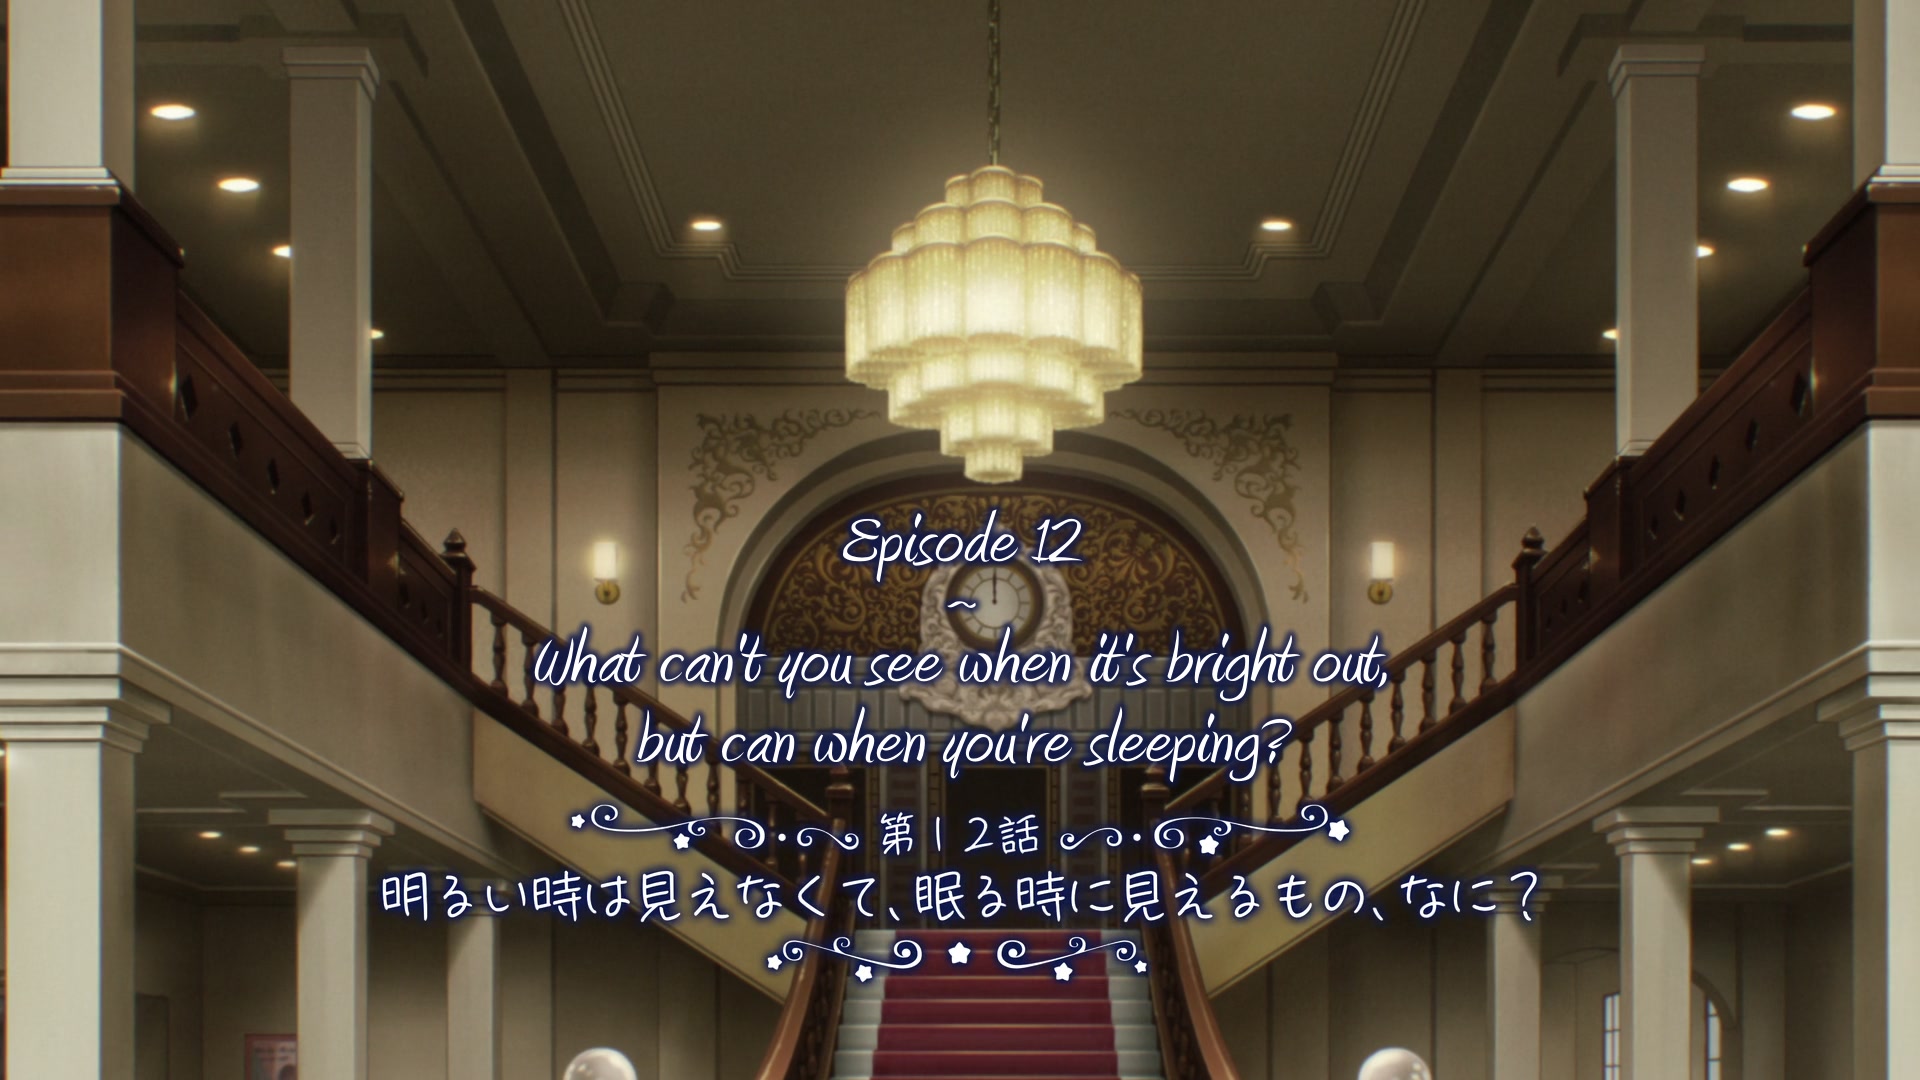 Episode 12
~
What can't you see when it's bright out,
but can when you're sleeping?
第12話
明るい時は見えなくて、眠る時に見えるもの、なに？